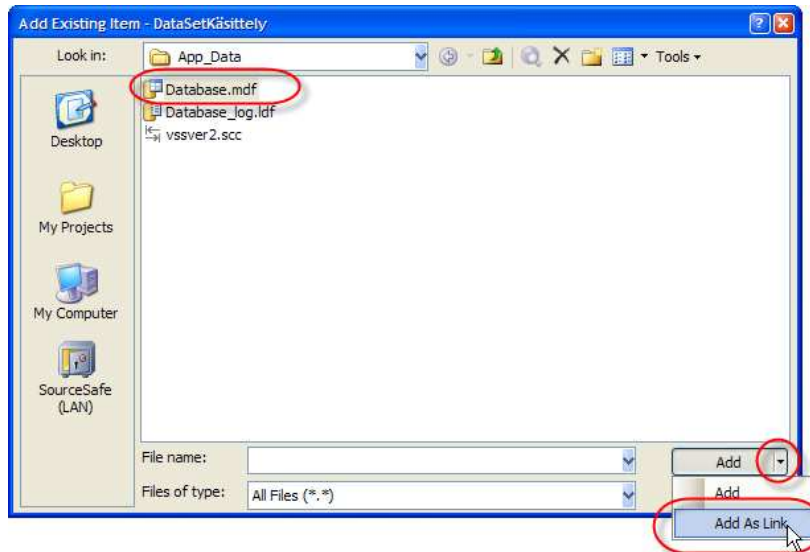 Add Existing Item - DataSetKäsittely
Look in:
App_Data
Tools
Desktop
My Projects
My Computer
SourceSafe
(LAN)
Database.mdf
Database_log.ldf
vssver2.scc
File name:
Add
Files of type:
All Files (*.*)
Add
Add As Link